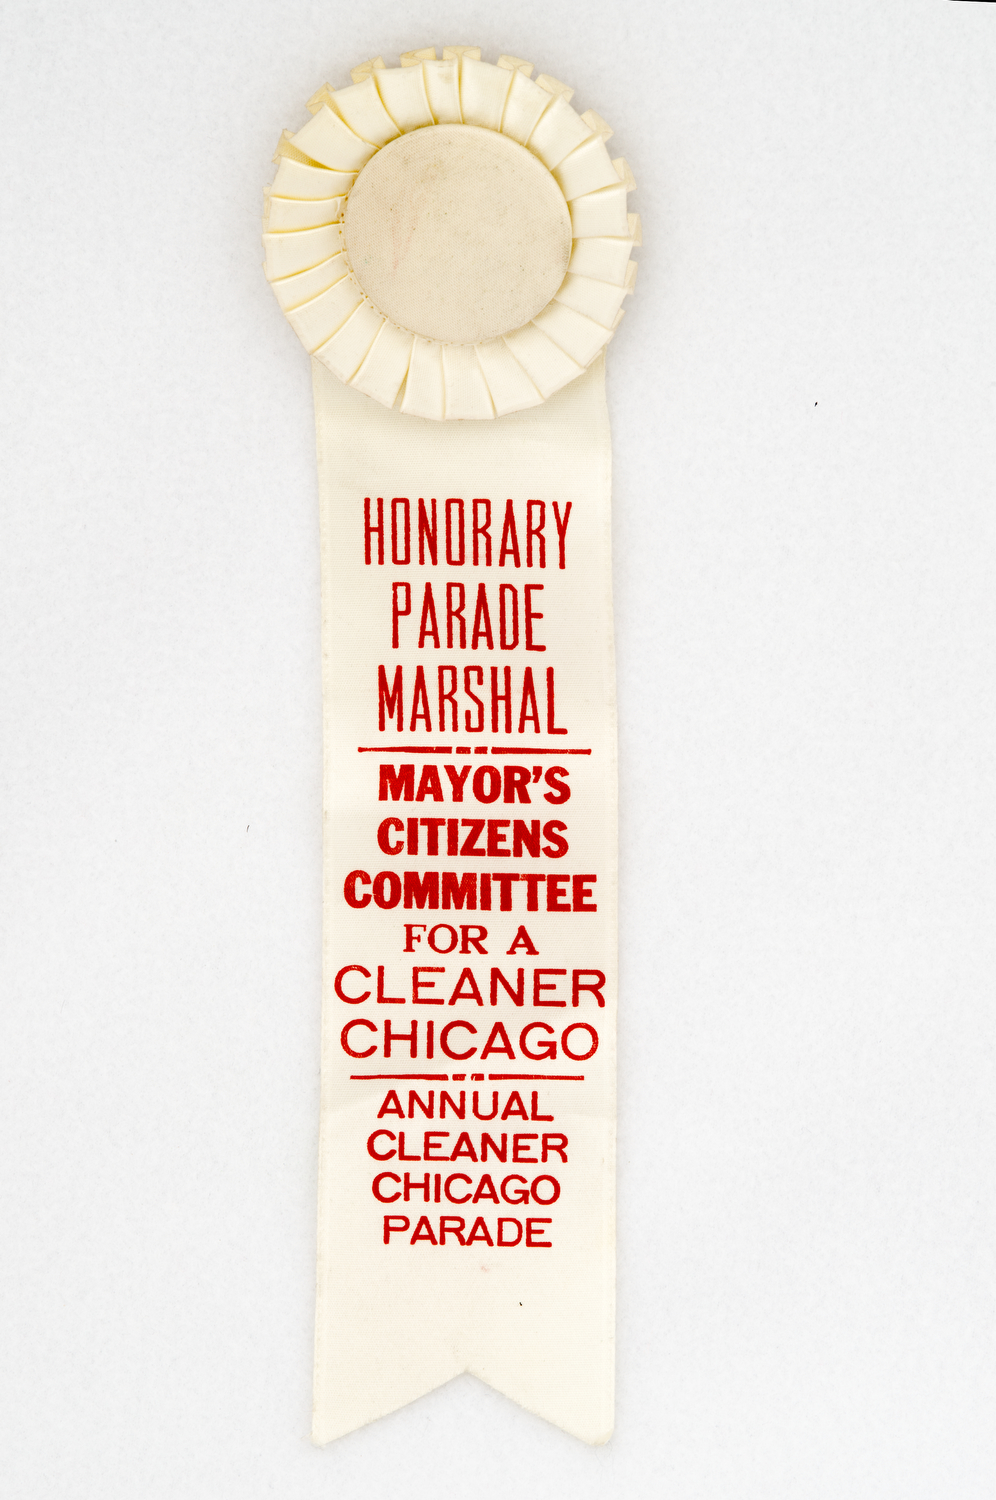 HONORARY
PARADE
MARSHAL
MAYOR'S
CITIZENS
COMMITTEE
FOR A
CLEANER
CHICAGO
ANNUAL
CLEANER
CHICAGO
PARADE